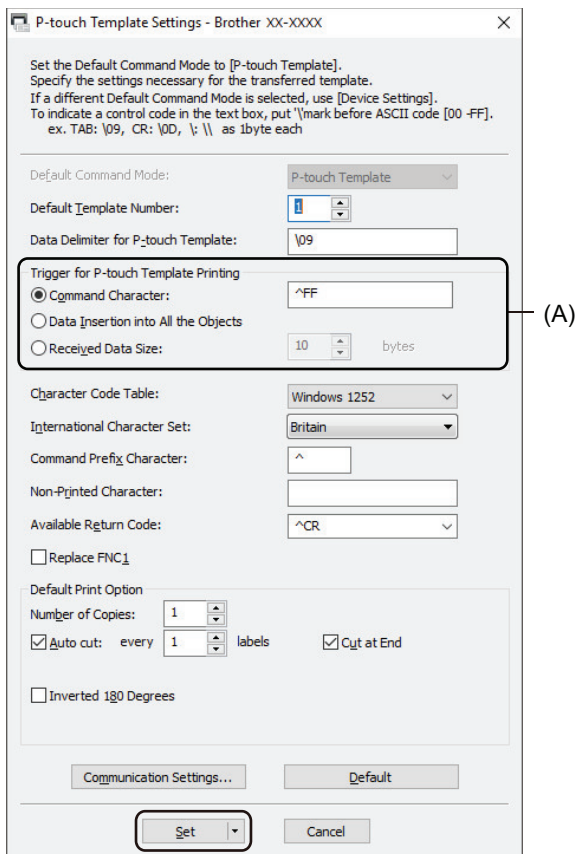 P-touch Template Settings - Brother XX-XXXX
Set the Default Command Mode to [P-touch Template].
Specify the settings necessary for the transferred template.
If a different Default Command Mode is selected, use [Device Settings].
To indicate a control code in the text box, put '\'mark before ASCII code [00 -FF].
ex. TAB: \09, CR: \0D, \: \\ as 1byte each
Default Command Mode: P-touch Template
Default Template Number: 1
Data Delimiter for P-touch Template: \09
Trigger for P-touch Template Printing
Command Character: ^FF
(A)
Data Insertion into All the Objects
Received Data Size: 10 bytes
Character Code Table: Windows 1252
International Character Set: Britain
Command Prefix Character: ^
Non-Printed Character:
Available Return Code: ^CR
Replace FNC1
Default Print Option
Number of Copies: 1
Auto cut: every 1 labels Cut at End
Inverted 180 Degrees
Communication Settings... Default
Set Cancel